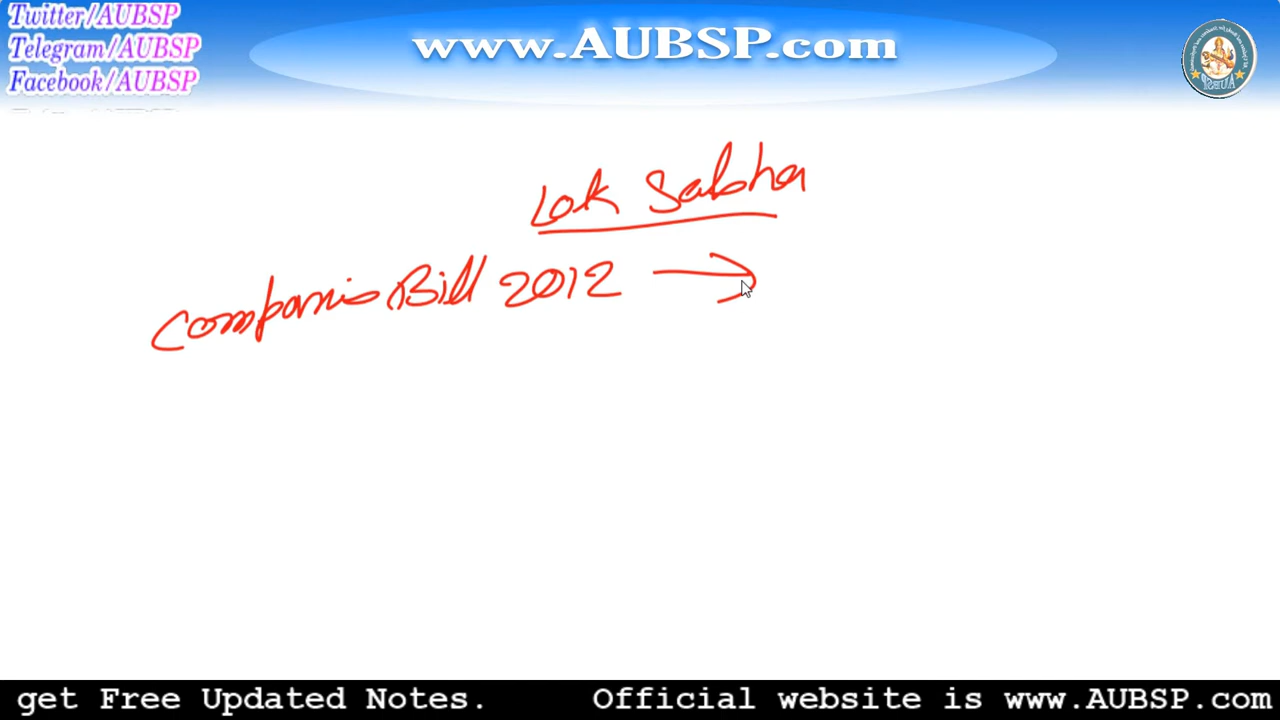 Twitter/AUBSP
Telegram/AUBSP
Facebook/AUBSP
www.AUBSP.com
Lok Sabha
Companies Bill 2012 →
get Free Updated Notes. Official website is www.AUBSP.com